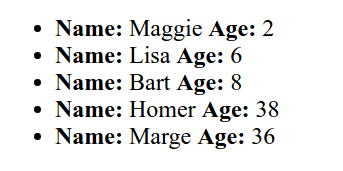 • Name: Maggie Age: 2
• Name: Lisa Age: 6
• Name: Bart Age: 8
• Name: Homer Age: 38
• Name: Marge Age: 36